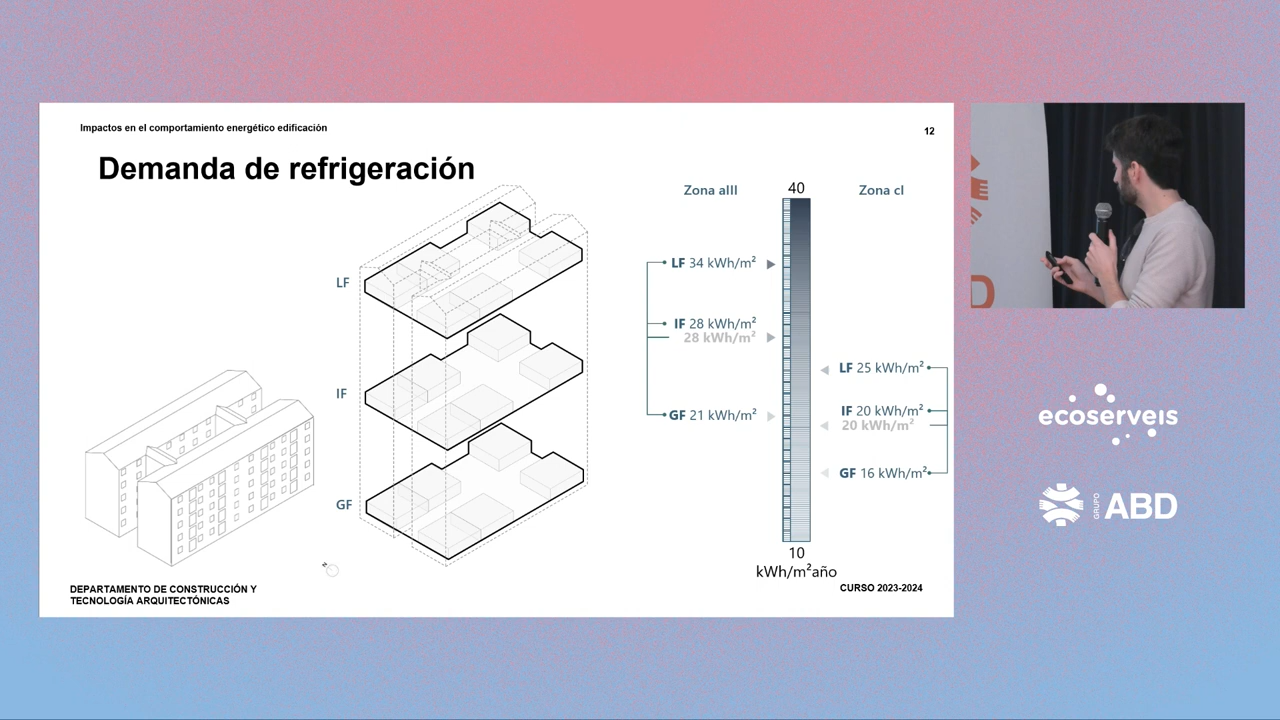 Impactos en el comportamiento energético edificación
12
Demanda de refrigeración
LF
IF
GF
Zona aIII
40
Zona cI
LF 34 kWh/m²
IF 28 kWh/m²
28 kWh/m²
GF 21 kWh/m²
LF 25 kWh/m²
IF 20 kWh/m²
20 kWh/m²
GF 16 kWh/m²
10
kWh/m²año
N
DEPARTAMENTO DE CONSTRUCCIÓN Y
TECNOLOGÍA ARQUITECTÓNICAS
CURSO 2023-2024
E
D
ecoserveis
GRUPO ABD